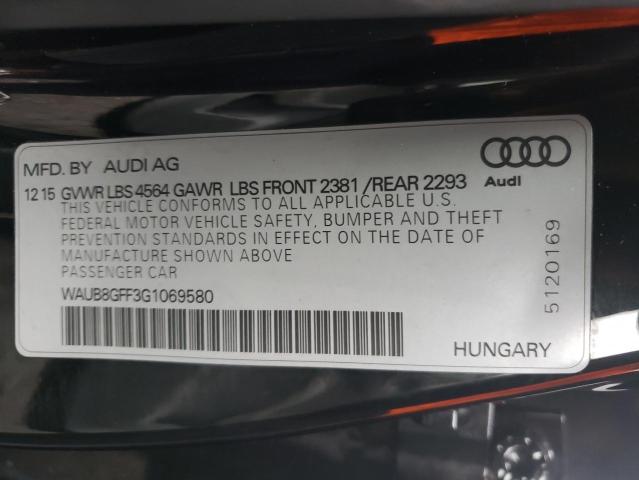 MFD. BY AUDI AG
12 15 GVWR LBS 4564 GAWR LBS FRONT 2381 / REAR 2293
THIS VEHICLE CONFORMS TO ALL APPLICABLE U.S.
FEDERAL MOTOR VEHICLE SAFETY, BUMPER AND THEFT
PREVENTION STANDARDS IN EFFECT ON THE DATE OF
MANUFACTURE SHOWN ABOVE
PASSENGER CAR
WAUB8GFF3G1069580
Audi
5120169
HUNGARY